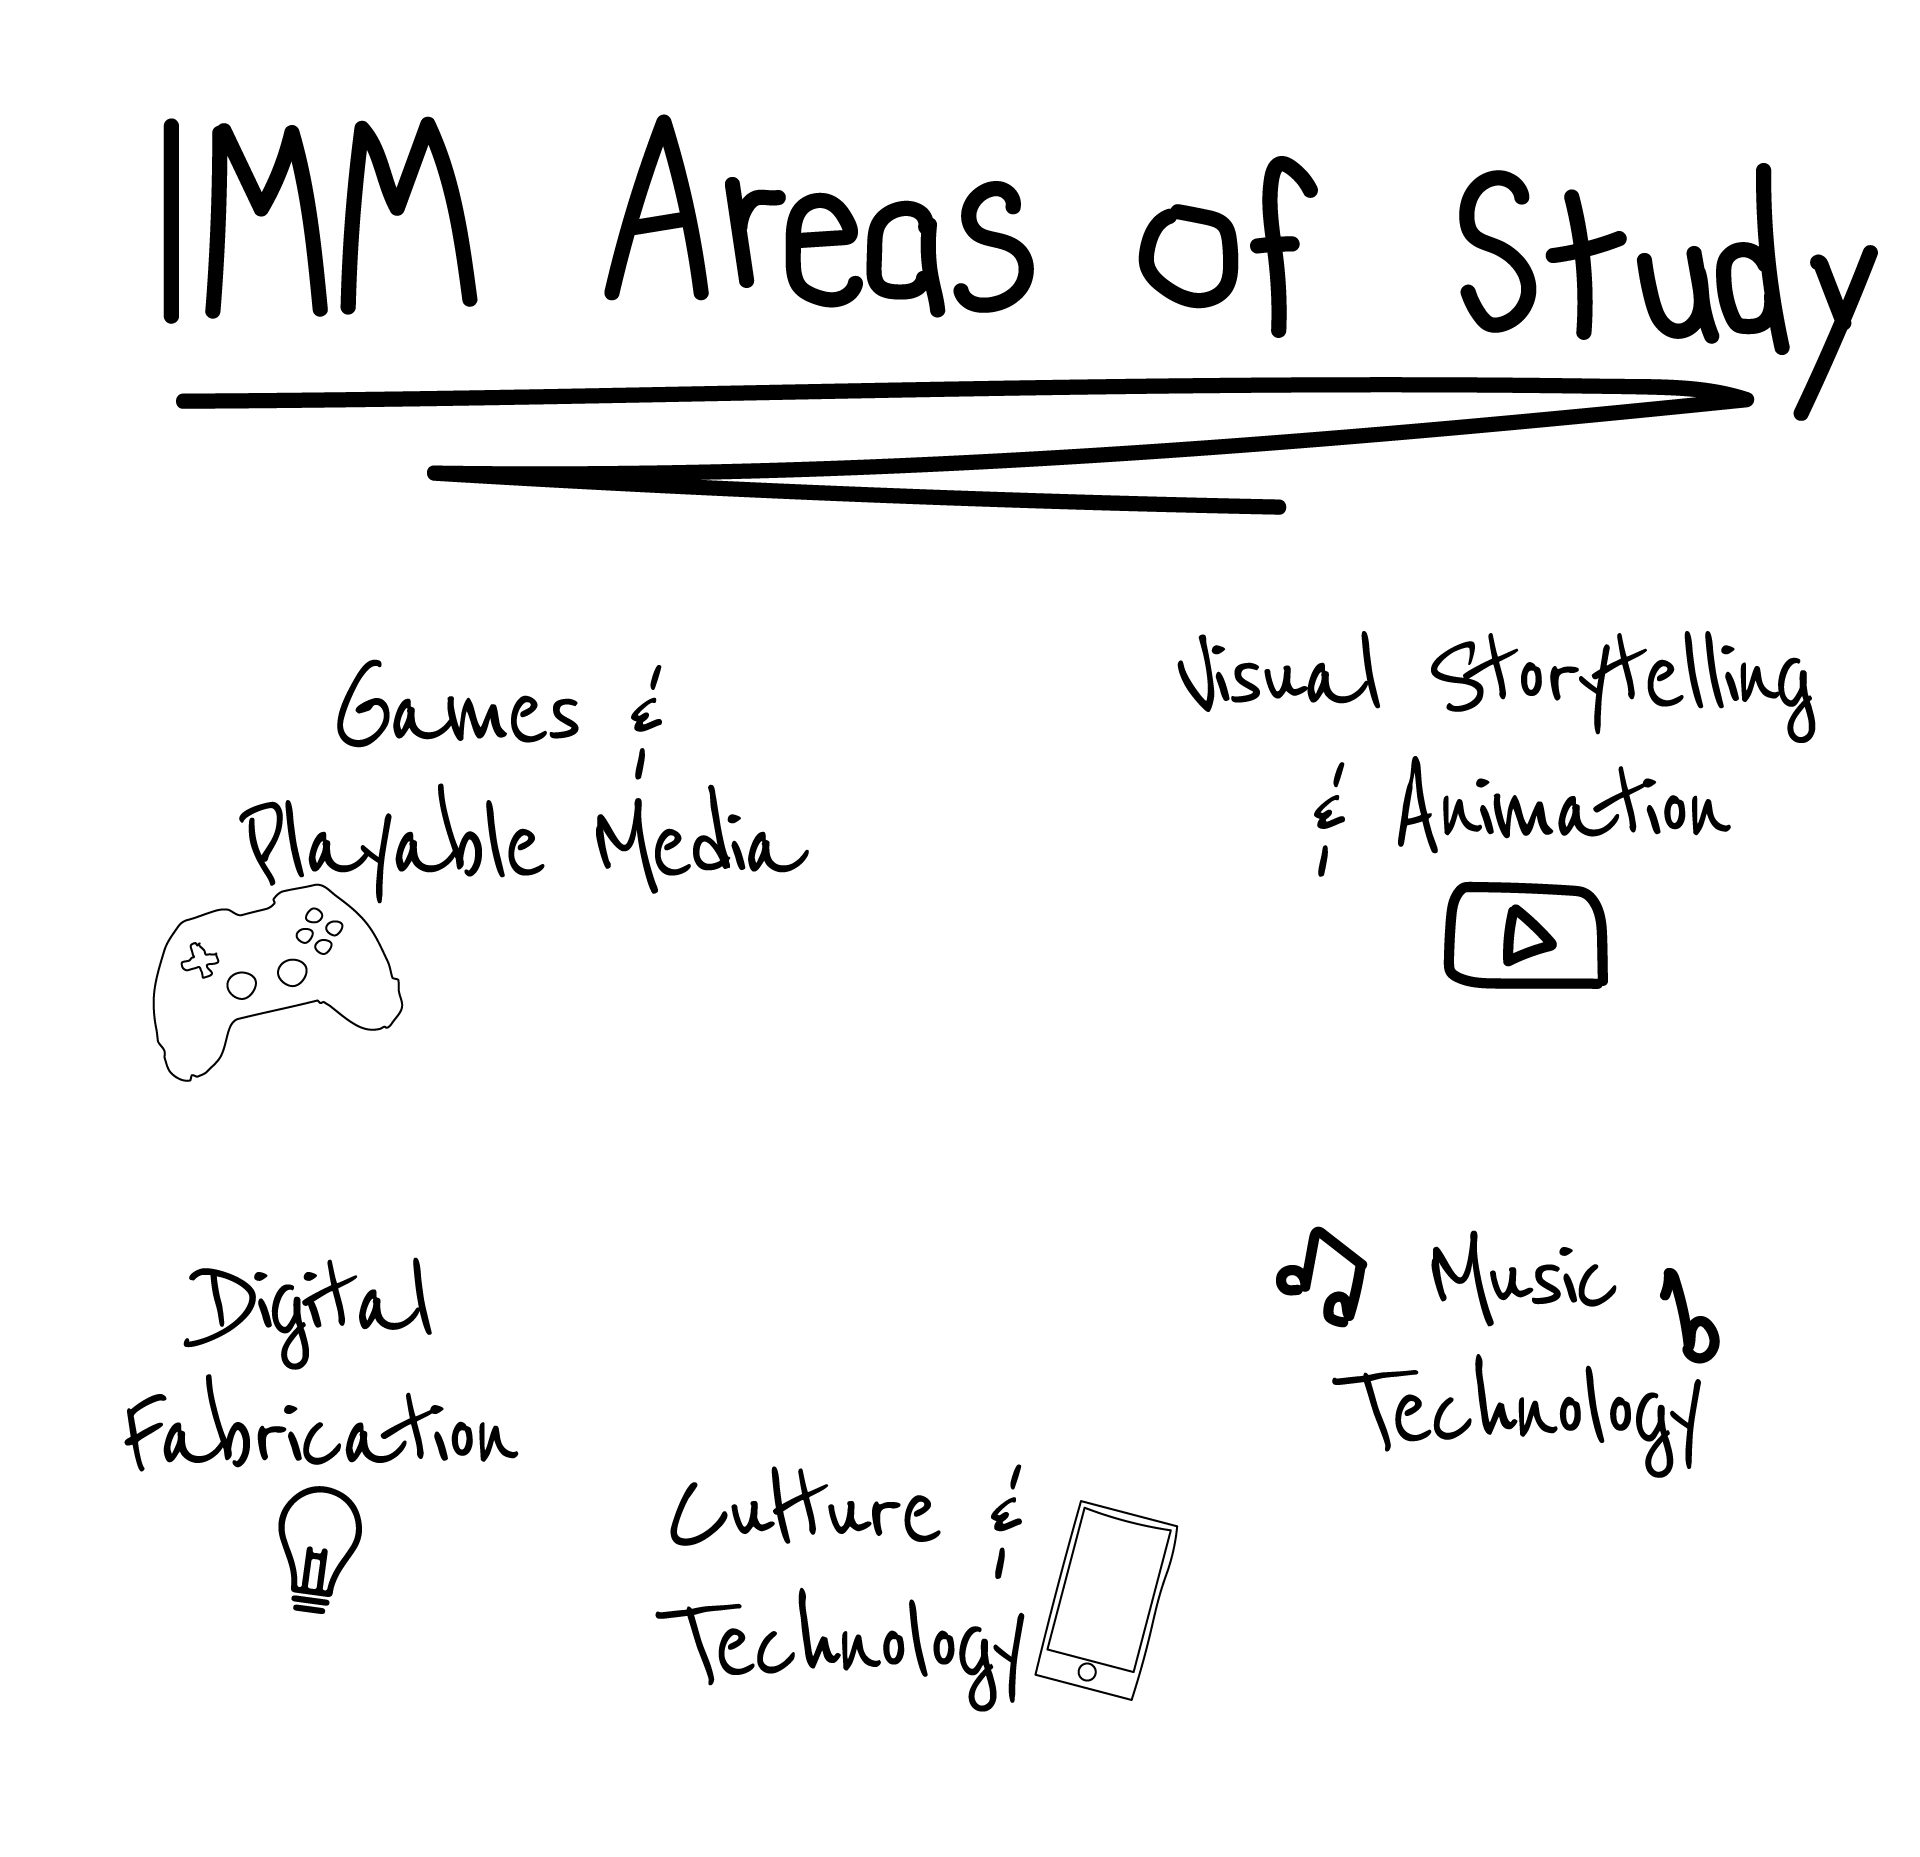 IMM Areas of Study
Games &
Playable Media
Visual Storytelling
& Animation
Digital
Fabrication
Music
Technology
Culture &
Technology